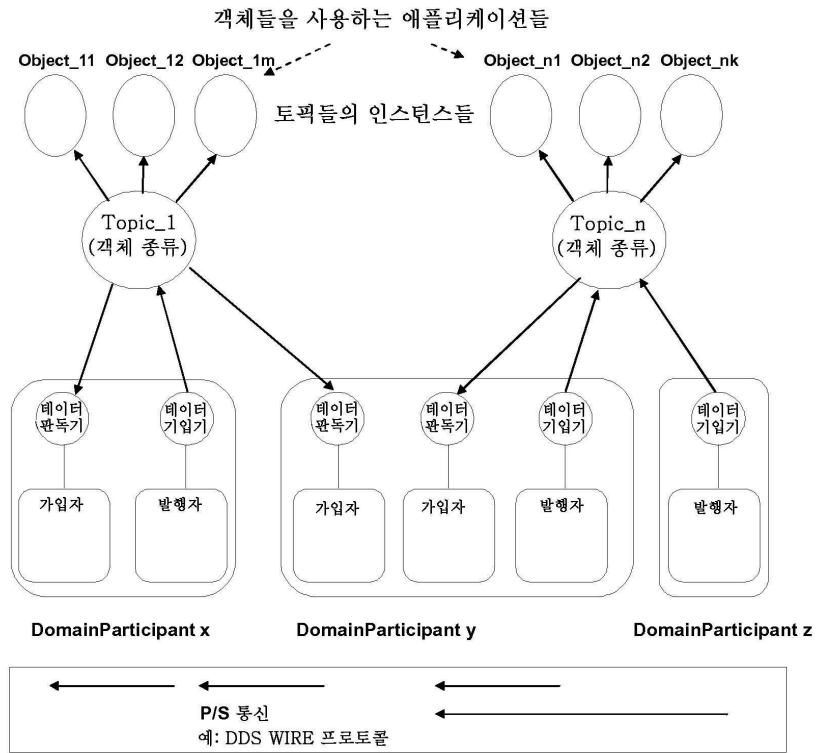 객체들을 사용하는 애플리케이션들
Object_11 Object_12 Object_1m Object_n1 Object_n2 Object_nk
토픽들의 인스턴스들
Topic_1
(객체 종류)
Topic_n
(객체 종류)
데이터
판독기
데이터
기입기
데이터
판독기
데이터
판독기
데이터
기입기
데이터
기입기
가입자 발행자 가입자 가입자 발행자 발행자
DomainParticipant x DomainParticipant y DomainParticipant z
P/S 통신
예: DDS WIRE 프로토콜